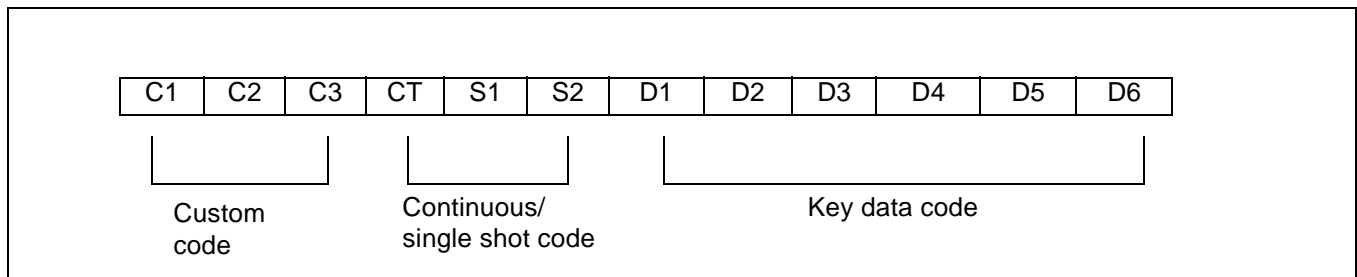 C1 C2 C3 CT S1 S2 D1 D2 D3 D4 D5 D6
Custom
code
Continuous/
single shot code
Key data code